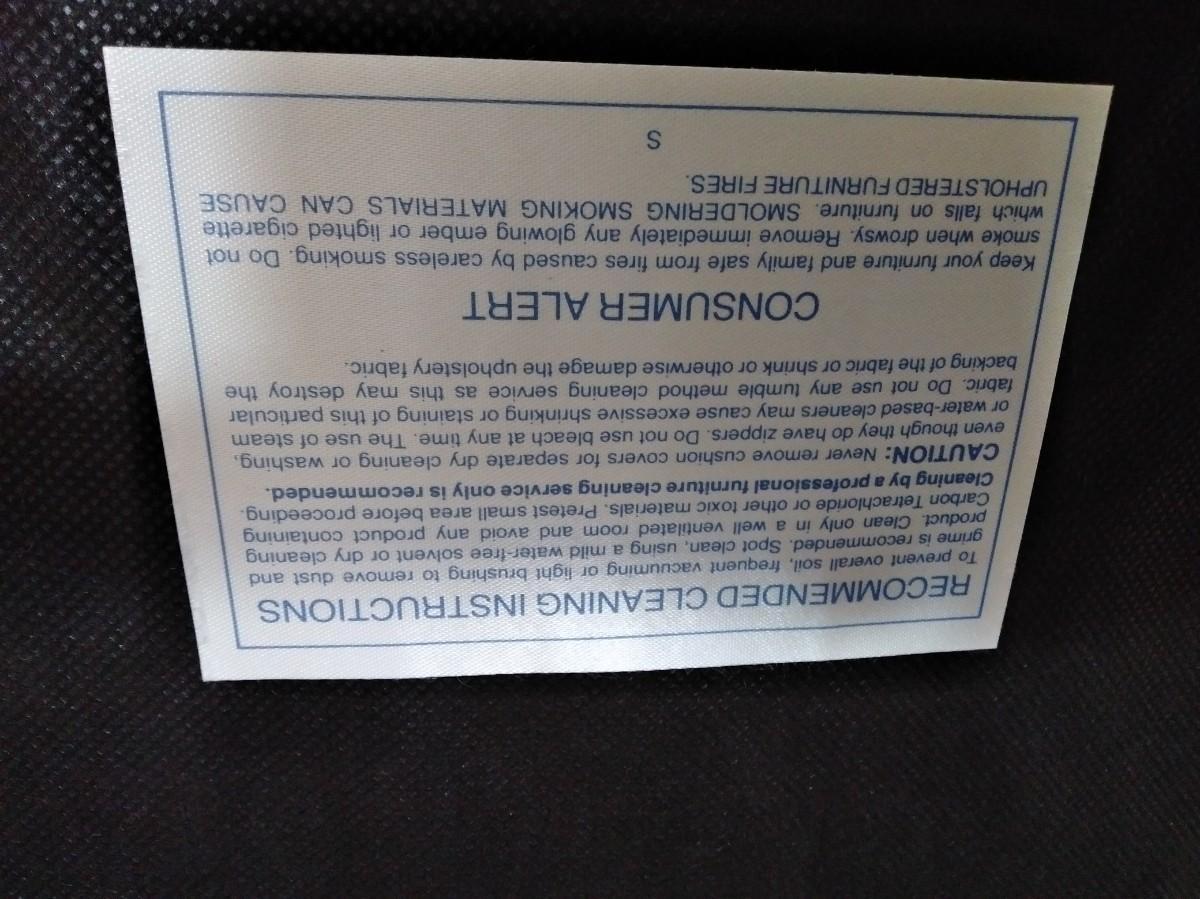 RECOMMENDED CLEANING INSTRUCTIONS
To prevent overall soil, frequent vacuuming or light brushing to remove dust and
grime is recommended. Spot clean, using a mild water-free solvent or dry cleaning
product. Clean only in a well ventilated room and avoid any product containing
Carbon Tetrachloride or other toxic materials. Pretest small area before proceeding.
Cleaning by a professional furniture cleaning service only is recommended.
CAUTION: Never remove cushion covers for separate dry cleaning or washing,
even though they do have zippers. Do not use bleach at any time. The use of steam
or water-based cleaners may cause excessive shrinking or staining of this particular
fabric. Do not use any tumble method cleaning service as this may destroy the
backing of the fabric or shrink or otherwise damage the upholstery fabric.
CONSUMER ALERT
Keep your furniture and family safe from fires caused by careless smoking. Do not
smoke when drowsy. Remove immediately any glowing ember or lighted cigarette
which falls on furniture. SMOLDERING SMOKING MATERIALS CAN CAUSE
UPHOLSTERED FURNITURE FIRES.
S